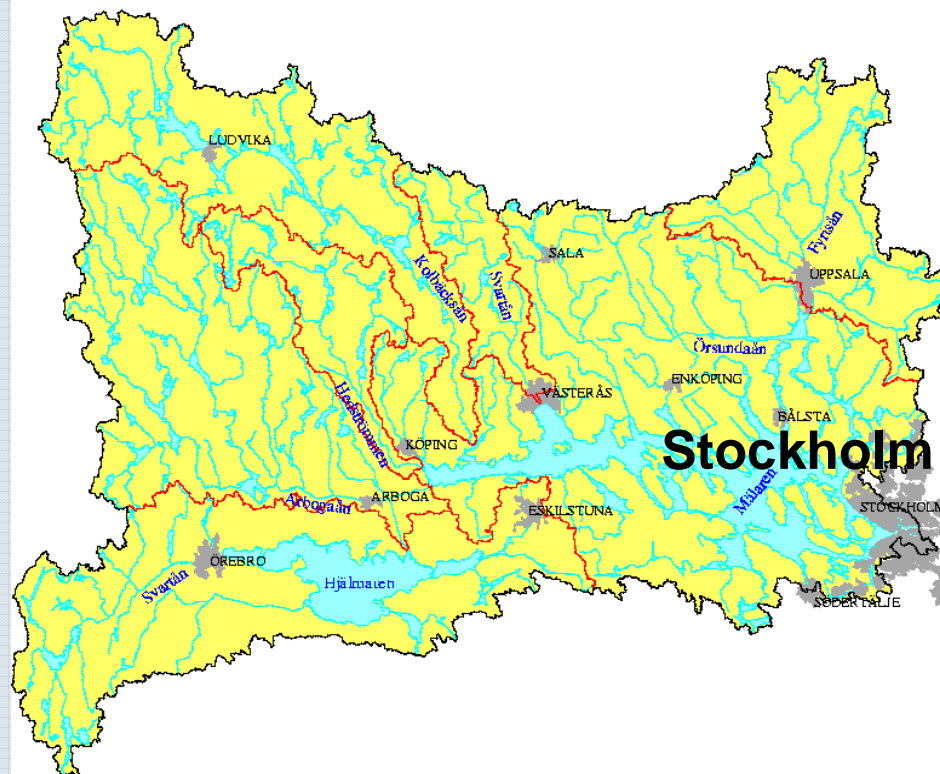 LUDVIKA
Fyrisån
SALA
UPPSALA
Kolbäcksån
Svartån
Örsundaån
ENKÖPING
VÄSTERÅS
BÅLSTA
Hedströmmen
KÖPING
Stockholm
Mälaren
ARBOGA
Arbogaån
ESKILSTUNA
STOCKHOLM
ÖREBRO
Svartån
Hjälmaren
SÖDERTÄLJE